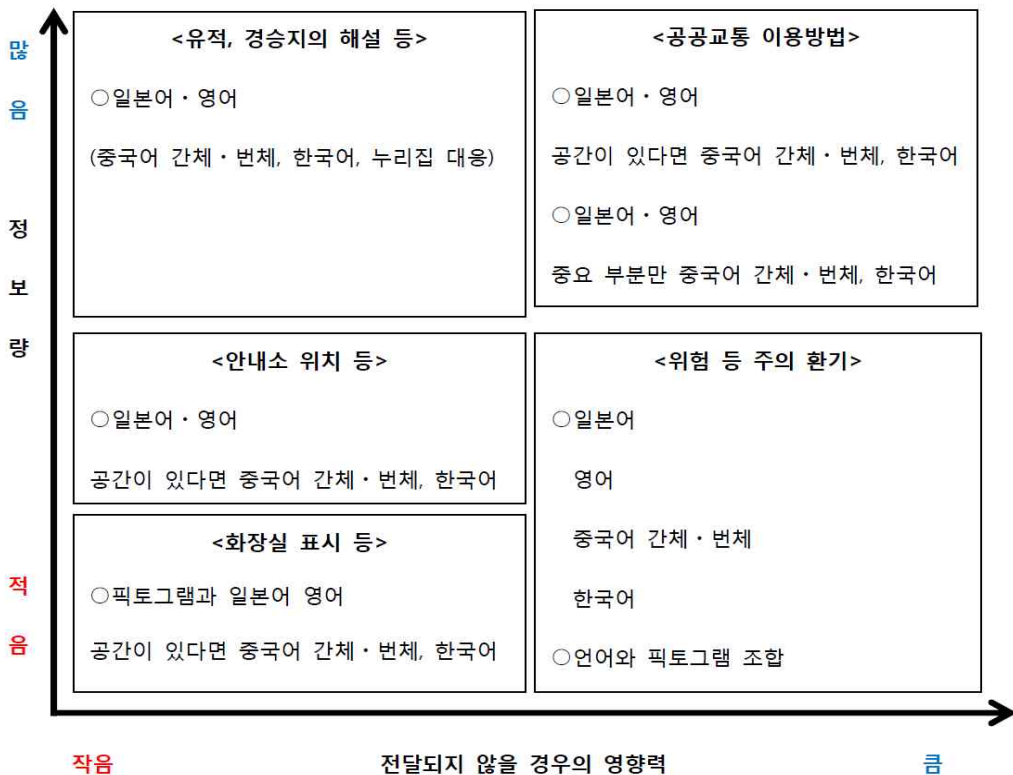 많음
정보량
적음
<유적, 경승지의 해설 등>
○일본어・영어
(중국어 간체・번체, 한국어, 누리집 대응)
<공공교통 이용방법>
○일본어・영어
공간이 있다면 중국어 간체・번체, 한국어
○일본어・영어
중요 부분만 중국어 간체・번체, 한국어
<안내소 위치 등>
○일본어・영어
공간이 있다면 중국어 간체・번체, 한국어
<위험 등 주의 환기>
○일본어
영어
중국어 간체・번체
한국어
○언어와 픽토그램 조합
<화장실 표시 등>
○픽토그램과 일본어 영어
공간이 있다면 중국어 간체・번체, 한국어
작음
전달되지 않을 경우의 영향력
큼